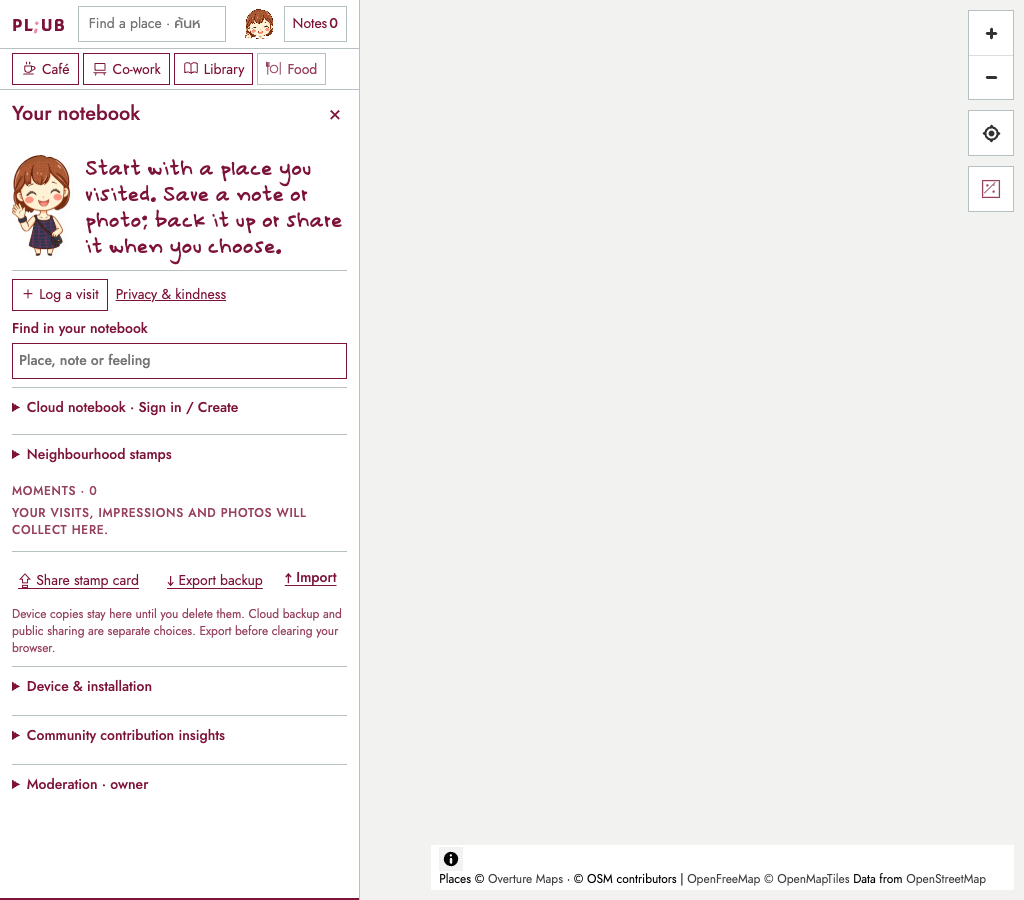 PL:UB
Find a place · ค้นห
Notes 0
Café
Co-work
Library
Food
Your notebook
×
Start with a place you
visited. Save a note or
photo; back it up or share
it when you choose.
+ Log a visit
Privacy & kindness
Find in your notebook
Place, note or feeling
Cloud notebook · Sign in / Create
Neighbourhood stamps
MOMENTS · 0
YOUR VISITS, IMPRESSIONS AND PHOTOS WILL
COLLECT HERE.
Share stamp card
↓ Export backup
↑ Import
Device copies stay here until you delete them. Cloud backup and
public sharing are separate choices. Export before clearing your
browser.
Device & installation
Community contribution insights
Moderation · owner
+
−
Places © Overture Maps · © OSM contributors | OpenFreeMap © OpenMapTiles Data from OpenStreetMap